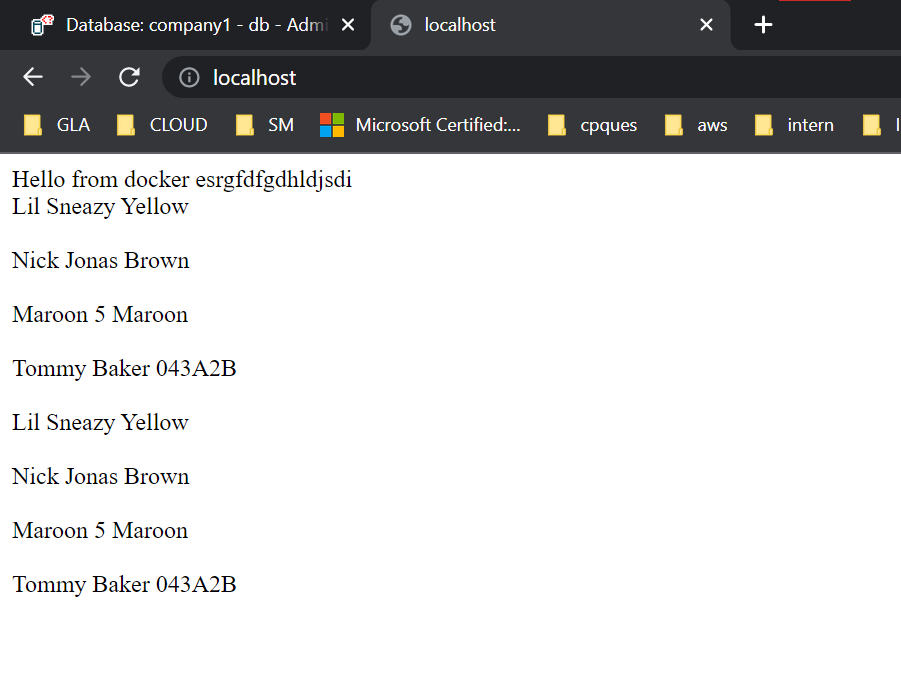 Database: company1 - db - Admi
localhost
localhost
GLA
CLOUD
SM
Microsoft Certified:...
cpques
aws
intern
Hello from docker esrgfdfgdhldjsdi
Lil Sneazy Yellow
Nick Jonas Brown
Maroon 5 Maroon
Tommy Baker 043A2B
Lil Sneazy Yellow
Nick Jonas Brown
Maroon 5 Maroon
Tommy Baker 043A2B